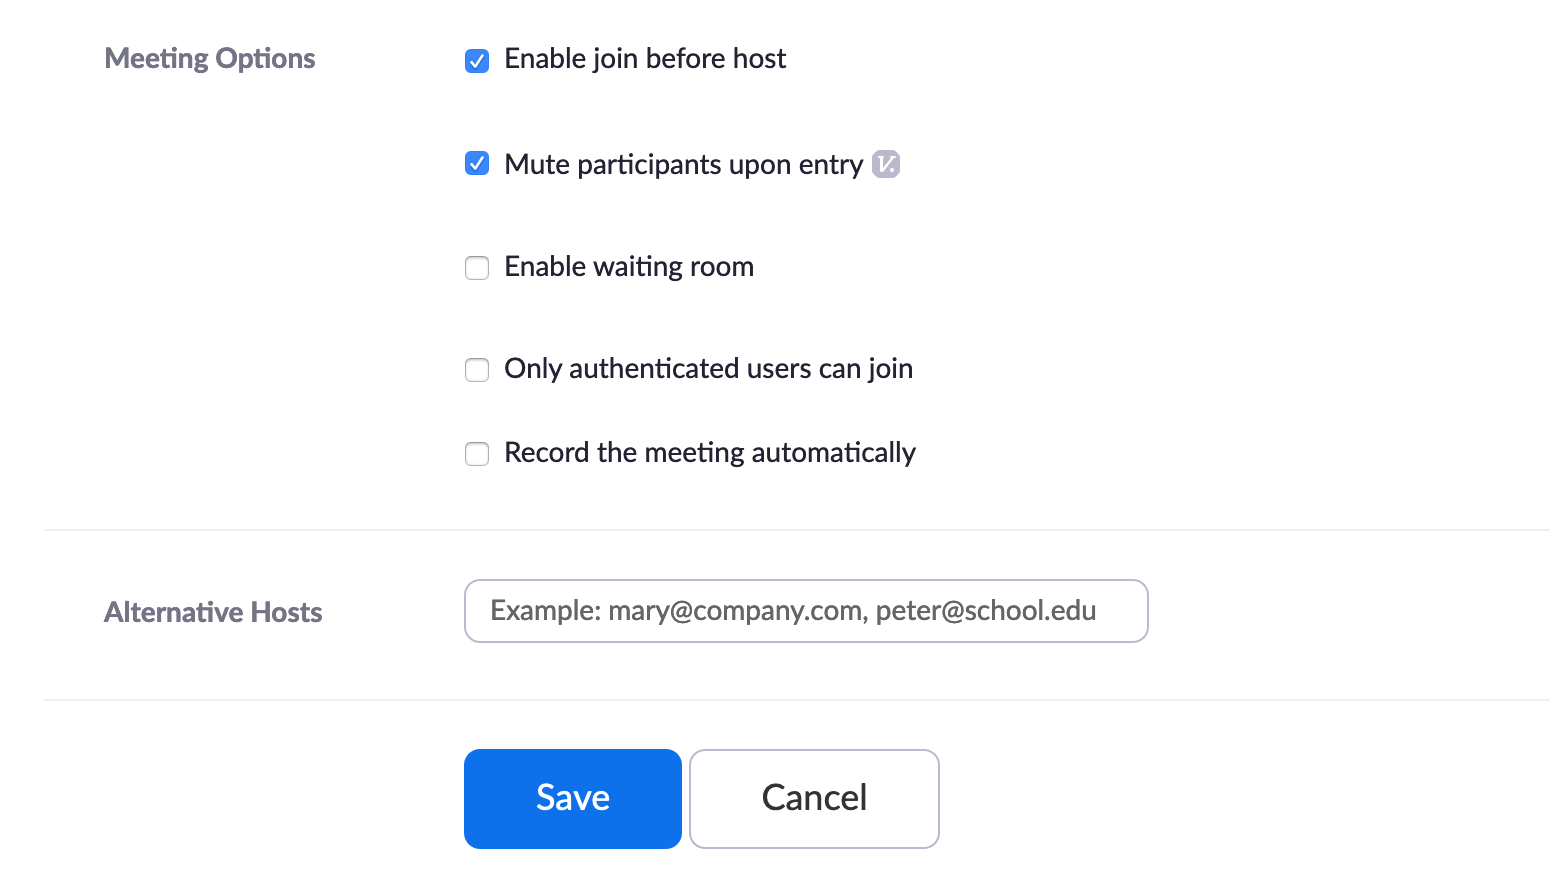 Meeting Options
Enable join before host
Mute participants upon entry V.
Enable waiting room
Only authenticated users can join
Record the meeting automatically
Alternative Hosts
Example: mary@company.com, peter@school.edu
Save
Cancel